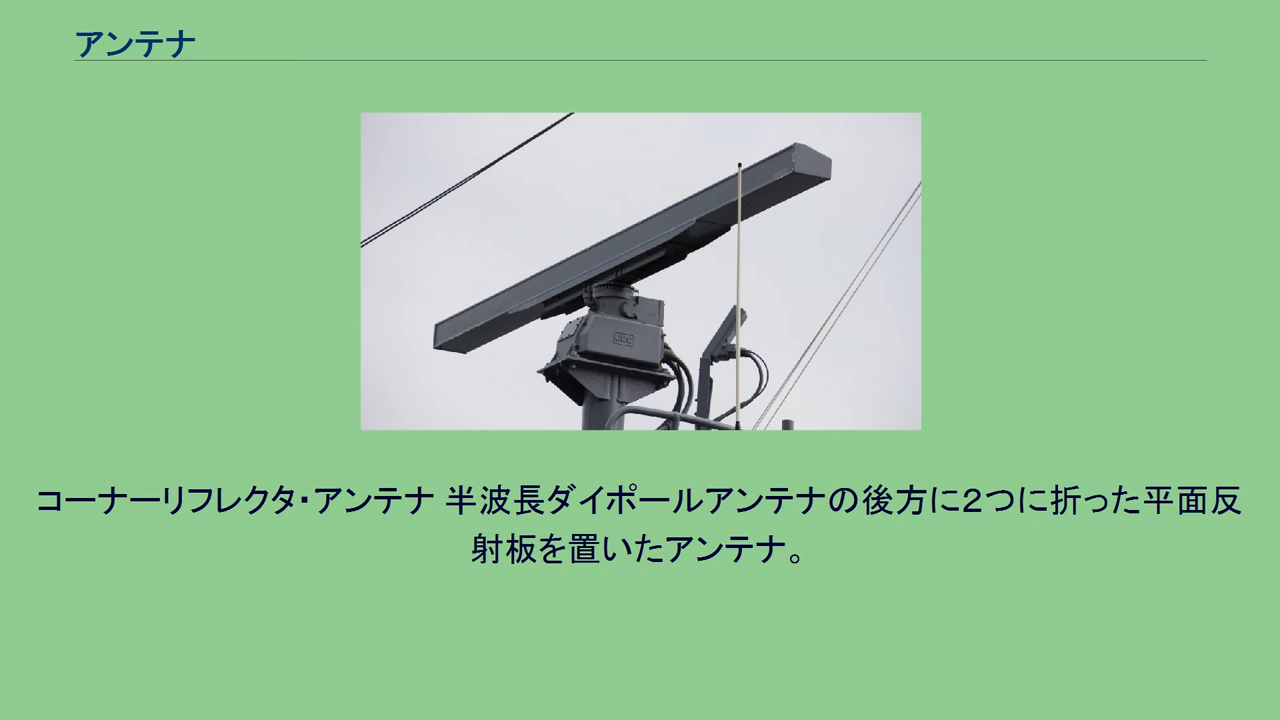 アンテナ
JRC
コーナーリフレクタ・アンテナ 半波長ダイポールアンテナの後方に２つに折った平面反
射板を置いたアンテナ。